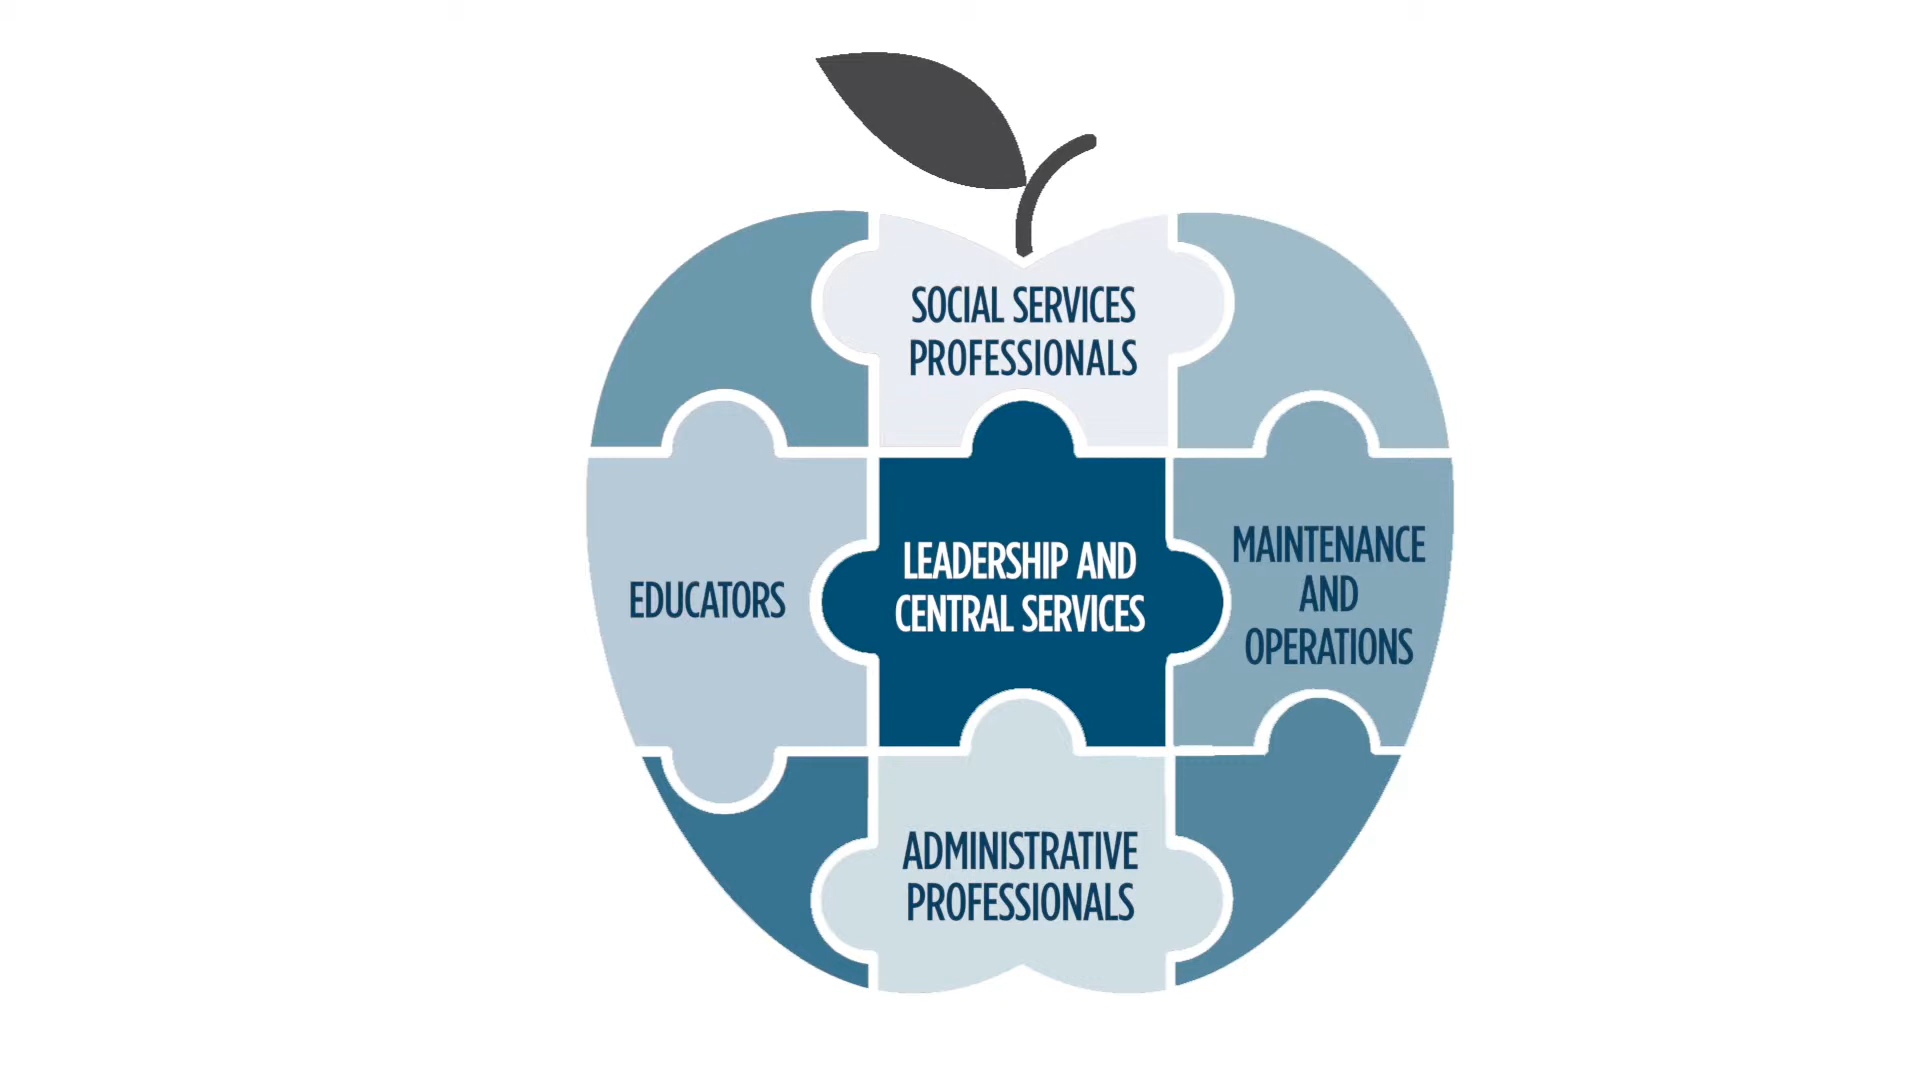 SOCIAL SERVICES
PROFESSIONALS
EDUCATORS
LEADERSHIP AND
CENTRAL SERVICES
MAINTENANCE
AND
OPERATIONS
ADMINISTRATIVE
PROFESSIONALS